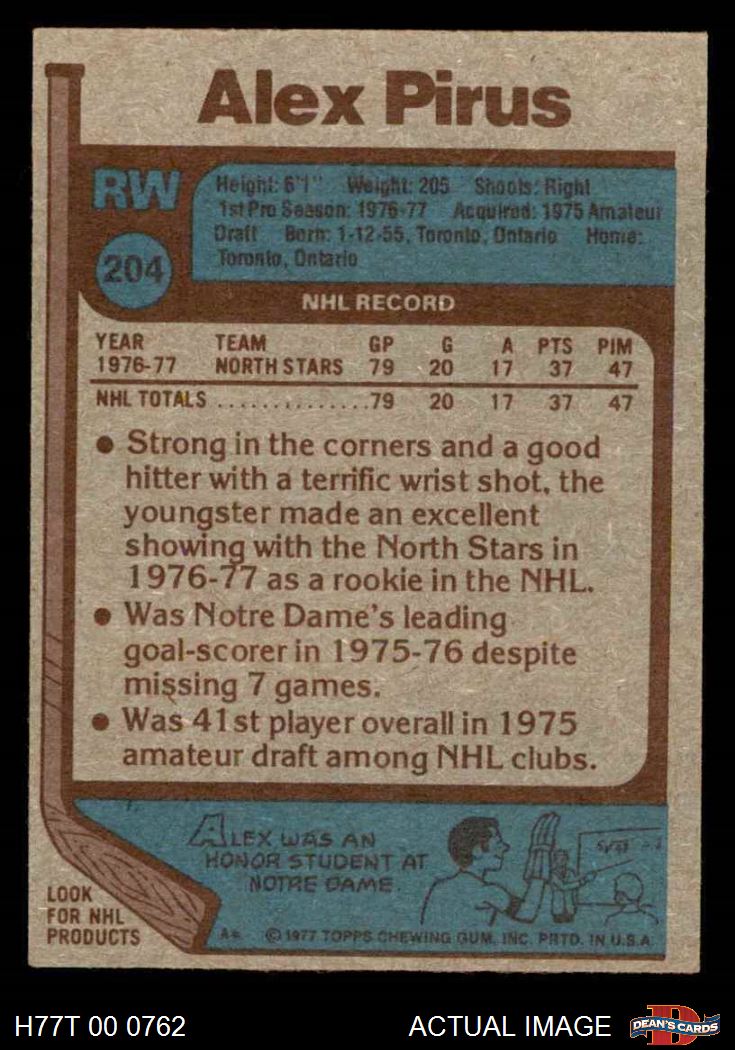 Alex Pirus
RW
Height: 6'1" Weight: 205 Shoots: Right
1st Pro Season: 1976-77 Acquired: 1975 Amateur
Draft Born: 1-12-55, Toronto, Ontario Home:
Toronto, Ontario
204
NHL RECORD
YEAR TEAM GP G A PTS PIM
1976-77 NORTH STARS 79 20 17 37 47
NHL TOTALS ..............79 20 17 37 47
● Strong in the corners and a good
hitter with a terrific wrist shot, the
youngster made an excellent
showing with the North Stars in
1976-77 as a rookie in the NHL.
● Was Notre Dame's leading
goal-scorer in 1975-76 despite
missing 7 games.
● Was 41st player overall in 1975
amateur draft among NHL clubs.
ALEX WAS AN
HONOR STUDENT AT
NOTRE DAME.
LOOK
FOR NHL
PRODUCTS
A* ©1977 TOPPS CHEWING GUM, INC. PRTD. IN U.S.A.
H77T 00 0762 ACTUAL IMAGE
DEAN'S CARDS